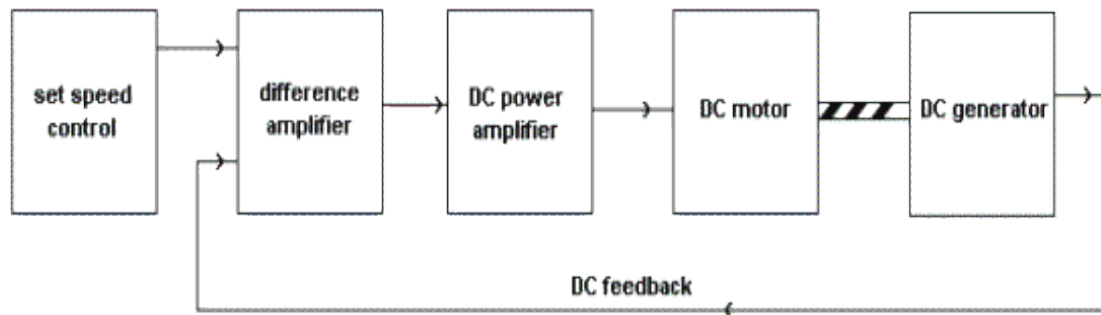 set speed
control
difference
amplifier
DC power
amplifier
DC motor
DC generator
DC feedback